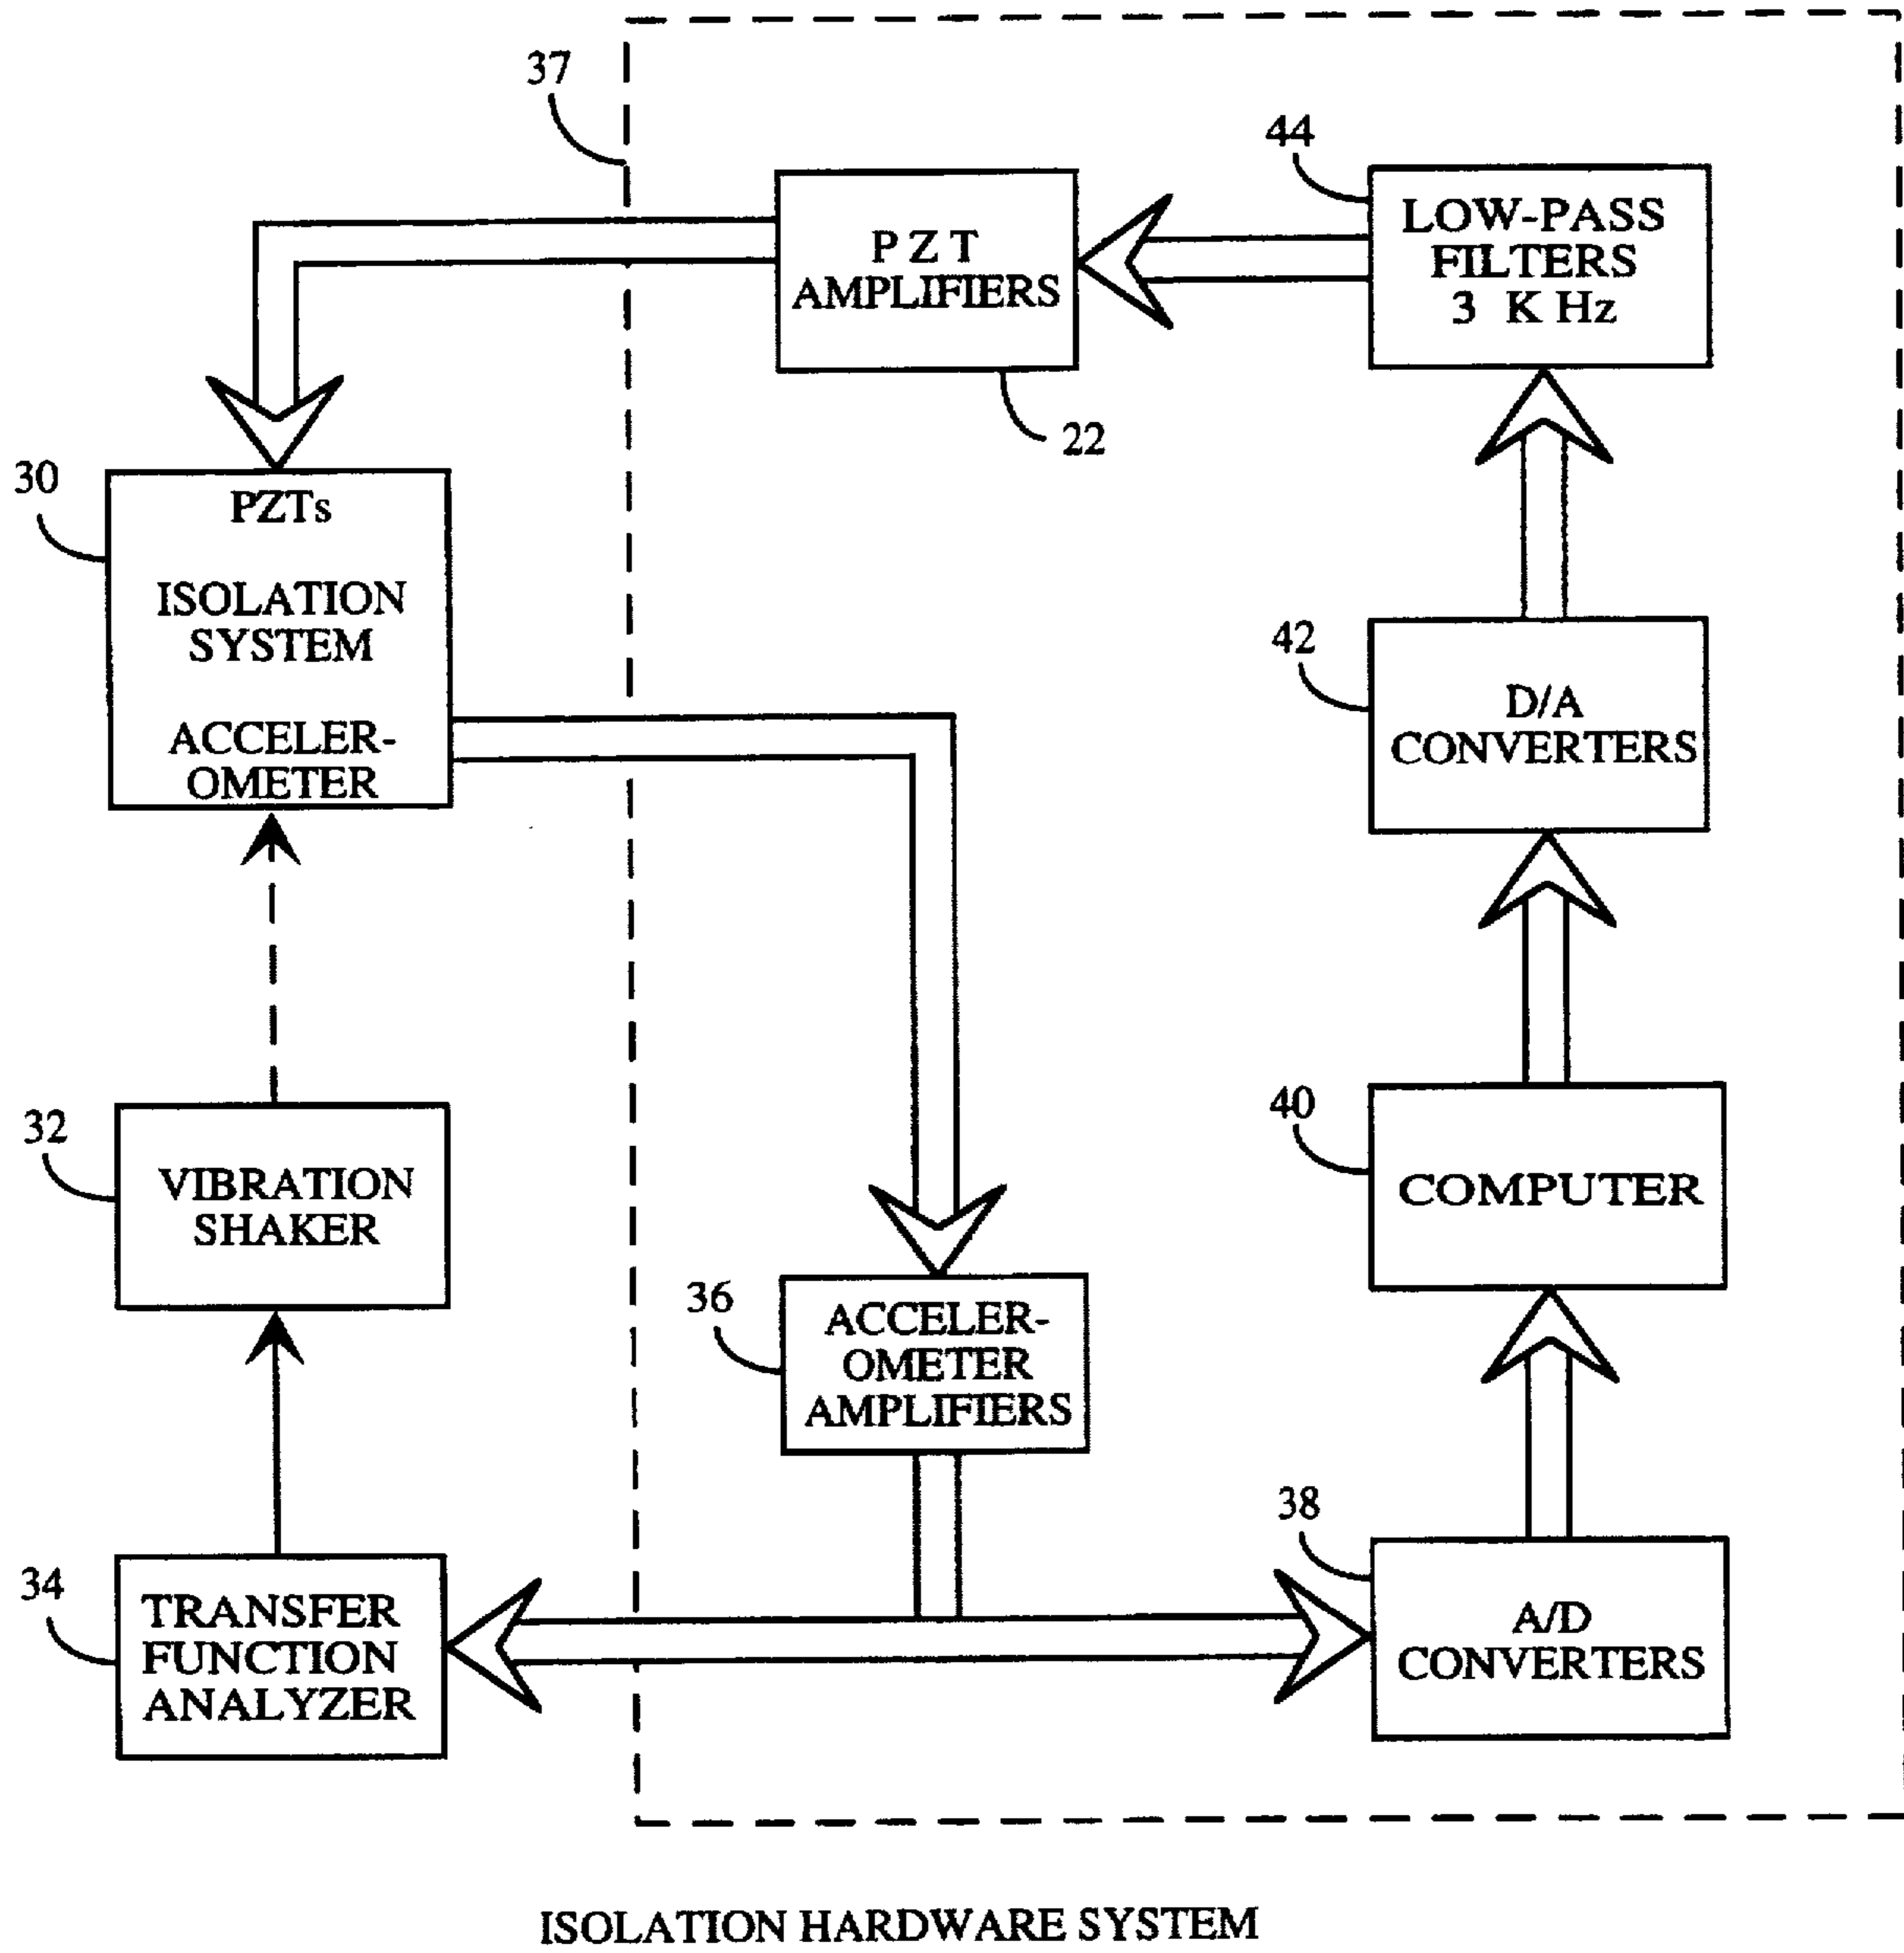 37
44
LOW-PASS
FILTERS
3 K Hz
P Z T
AMPLIFIERS
22
30
PZTs
ISOLATION
SYSTEM
ACCELER-
OMETER
42
D/A
CONVERTERS
32
VIBRATION
SHAKER
40
COMPUTER
36
ACCELER-
OMETER
AMPLIFIERS
38
A/D
CONVERTERS
34
TRANSFER
FUNCTION
ANALYZER
ISOLATION HARDWARE SYSTEM